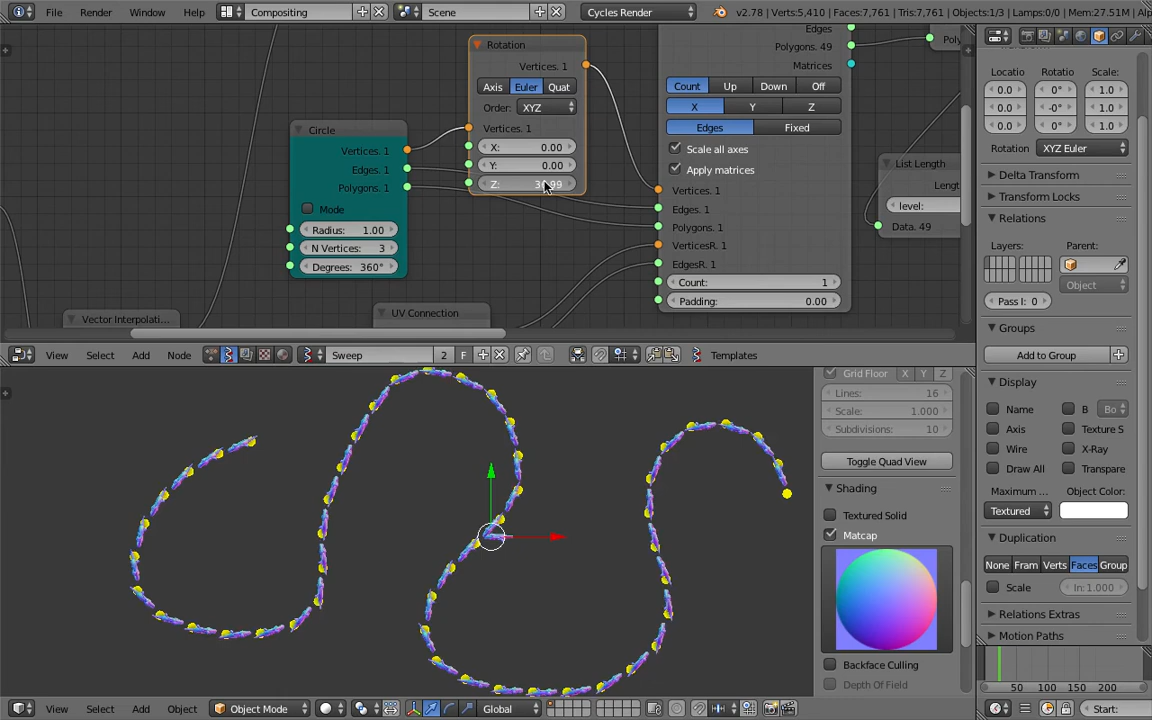 File Render Window Help Compositing Scene Cycles Render v2.78 | Verts:5,410 | Faces:7,761 | Tris:7,761 | Objects:1/3 | Lamps:0/0 | Mem:27.51M |
Rotation
Vertices. 1
Axis Euler Quat
Order: XYZ
Vertices. 1
X: 0.00
Y: 0.00
Z:
Circle
Vertices. 1
Edges. 1
Polygons. 1
Mode
Radius: 1.00
N Vertices: 3
Degrees: 360°
Vector Interpolati...
UV Connection
Edges
Polygons. 49
Matrices
Count Up Down Off
X Y Z
Edges Fixed
Scale all axes
Apply matrices
Vertices. 1
Edges. 1
Polygons. 1
VerticesR. 1
EdgesR. 1
Count: 1
Padding: 0.00
List Length
level:
Data. 49
View Select Add Node Sweep 2 F Templates
Grid Floor X Y Z
Lines: 16
Scale: 1.000
Subdivisions: 10
Toggle Quad View
Shading
Textured Solid
Matcap
Backface Culling
Depth Of Field
Locatio Rotatio Scale:
0.0 0° 1.0
0.0 -0° 1.0
0.0 0° 1.0
Rotation XYZ Euler
Delta Transform
Transform Locks
Relations
Layers: Parent:
Object
Pass I: 0
Groups
Add to Group
Display
Name B Bo
Axis Texture S
Wire X-Ray
Draw All Transpare
Maximum ... Object Color:
Textured
Duplication
None Fram Verts Faces Group
Scale In: 1.000
Relations Extras
Motion Paths
50 100 150 200
View Select Add Object Object Mode Global
Start: